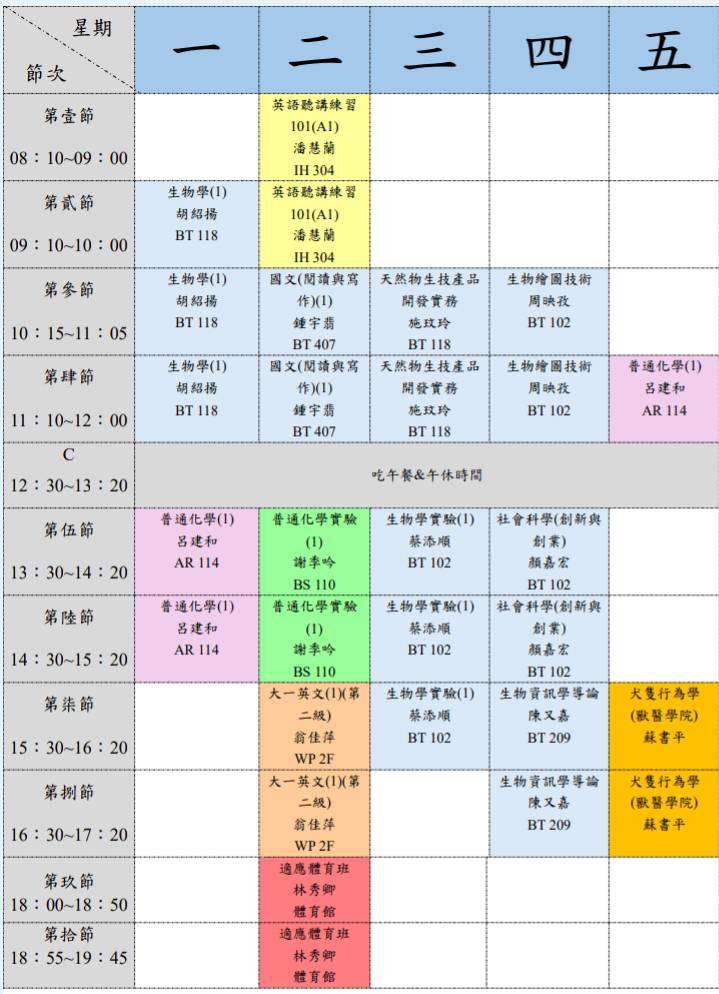 星期
節次
一 二 三 四 五
第壹節
08：10~09：00
英語聽講練習
101(A1)
潘慧蘭
IH 304
第貳節
09：10~10：00
生物學(1)
胡紹揚
BT 118
英語聽講練習
101(A1)
潘慧蘭
IH 304
第參節
10：15~11：05
生物學(1)
胡紹揚
BT 118
國文(閱讀與寫
作)(1)
鍾宇翡
BT 407
天然物生技產品
開發實務
施玟玲
BT 118
生物繪圖技術
周映孜
BT 102
第肆節
11：10~12：00
生物學(1)
胡紹揚
BT 118
國文(閱讀與寫
作)(1)
鍾宇翡
BT 407
天然物生技產品
開發實務
施玟玲
BT 118
生物繪圖技術
周映孜
BT 102
普通化學(1)
呂建和
AR 114
C
12：30~13：20
吃午餐&午休時間
第伍節
13：30~14：20
普通化學(1)
呂建和
AR 114
普通化學實驗
(1)
謝季吟
BS 110
生物學實驗(1)
蔡添順
BT 102
社會科學(創新與
創業)
顏嘉宏
BT 102
第陸節
14：30~15：20
普通化學(1)
呂建和
AR 114
普通化學實驗
(1)
謝季吟
BS 110
生物學實驗(1)
蔡添順
BT 102
社會科學(創新與
創業)
顏嘉宏
BT 102
第柒節
15：30~16：20
大一英文(1)(第
二級)
翁佳萍
WP 2F
生物學實驗(1)
蔡添順
BT 102
生物資訊學導論
陳又嘉
BT 209
犬隻行為學
(獸醫學院)
蘇書平
第捌節
16：30~17：20
大一英文(1)(第
二級)
翁佳萍
WP 2F
生物資訊學導論
陳又嘉
BT 209
犬隻行為學
(獸醫學院)
蘇書平
第玖節
18：00~18：50
適應體育班
林秀卿
體育館
第拾節
18：55~19：45
適應體育班
林秀卿
體育館